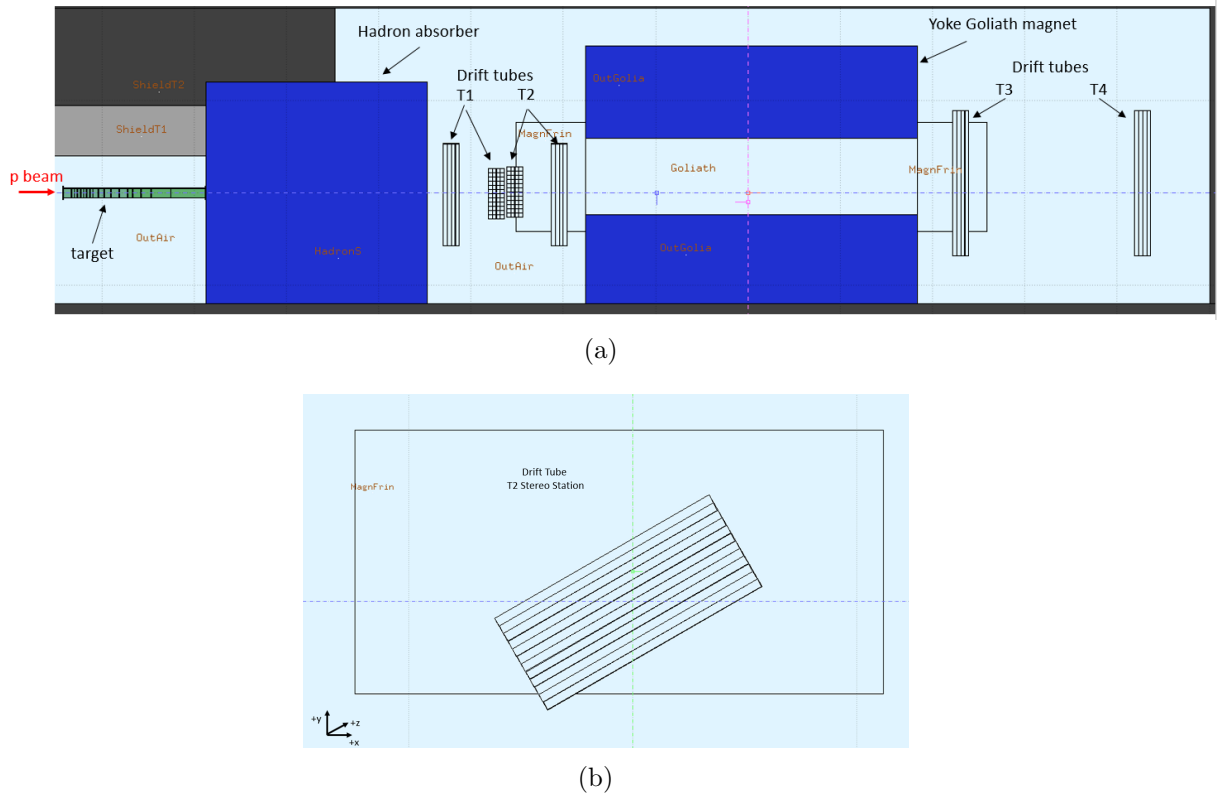 Yoke Goliath magnet
Hadron absorber
Drift tubes
T1 T2
Drift tubes
T3 T4
ShieldT2
OutGolia
ShieldT1
MagnFrin
Goliath
MagnFrin
p beam
target
OutAir
HadronS
OutAir
OutGolia
(a)
Drift Tube
T2 Stereo Station
MagnFrin
+y
+z
+x
(b)